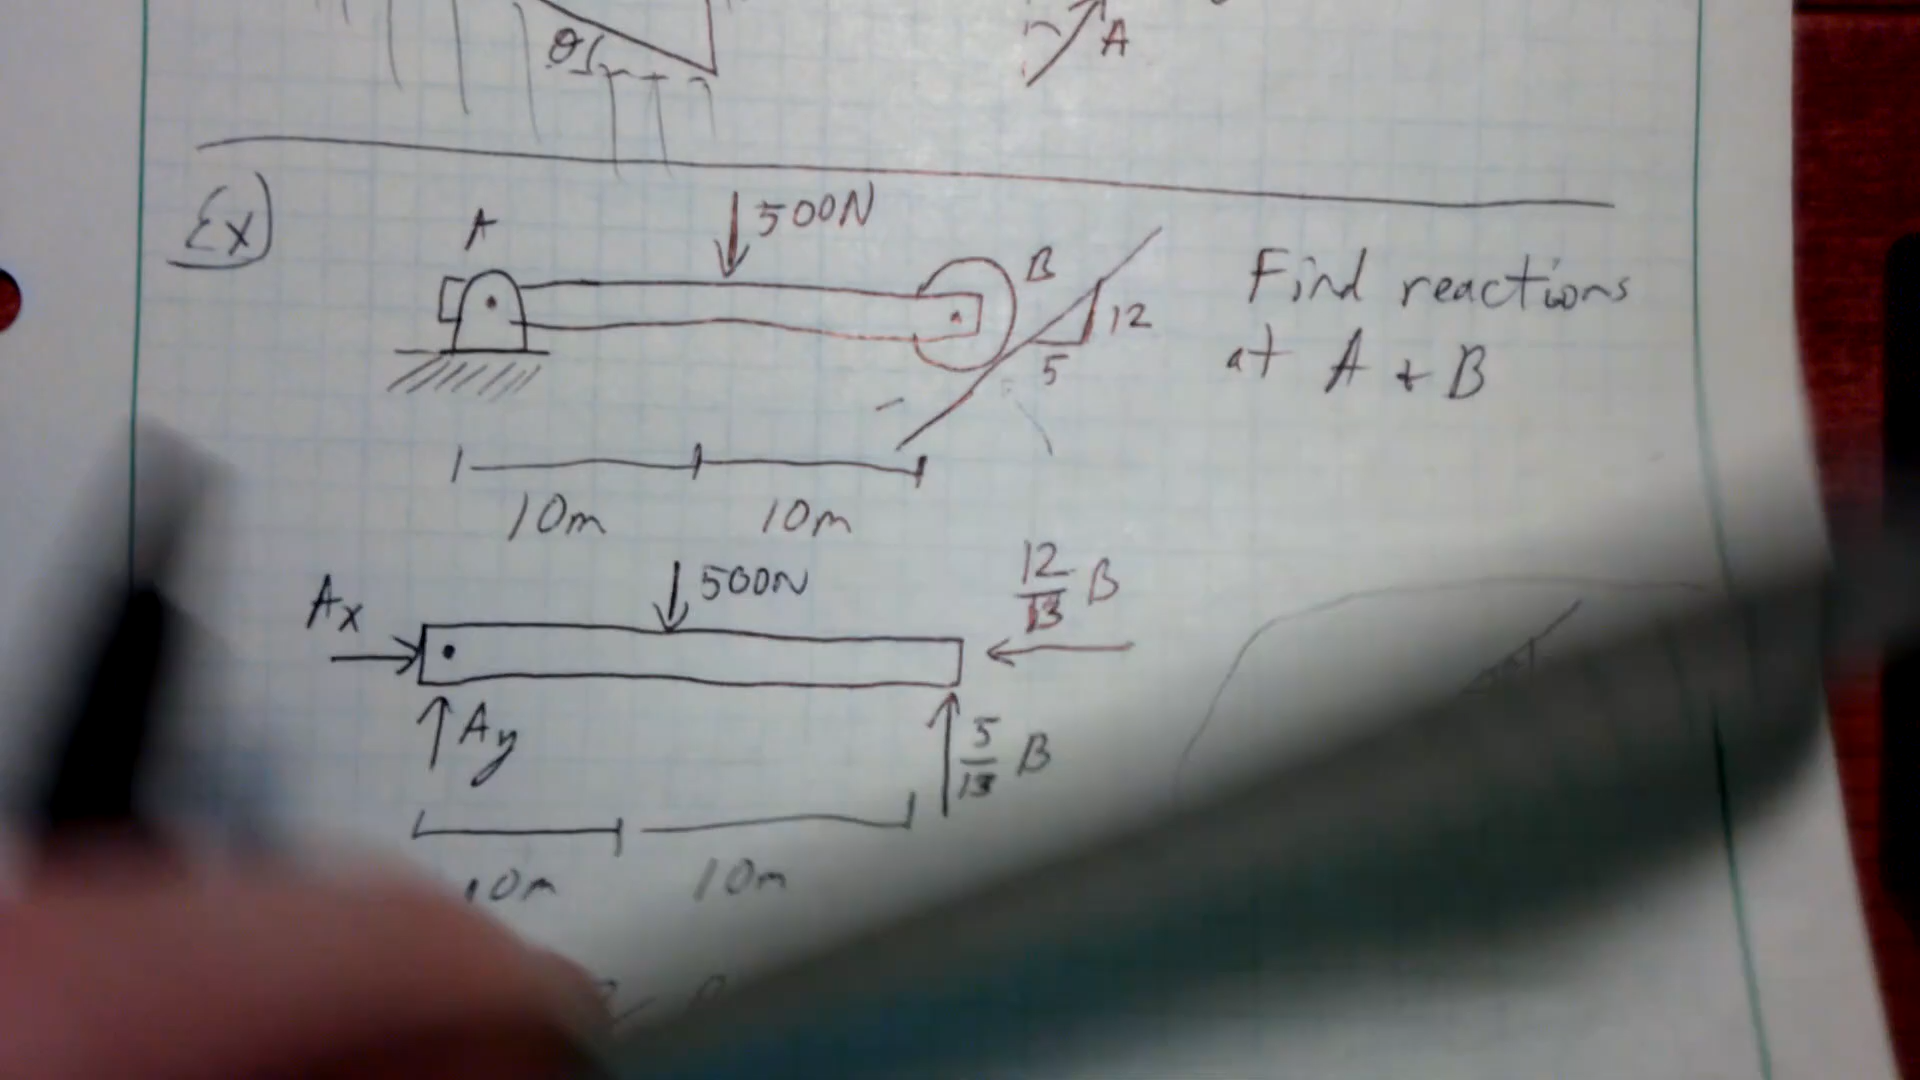 θ
A
Ex)
A
500N
B
12
5
Find reactions
at A + B
10m
10m
Ax
500N
12/13 B
Ay
5/13 B
10m
10m